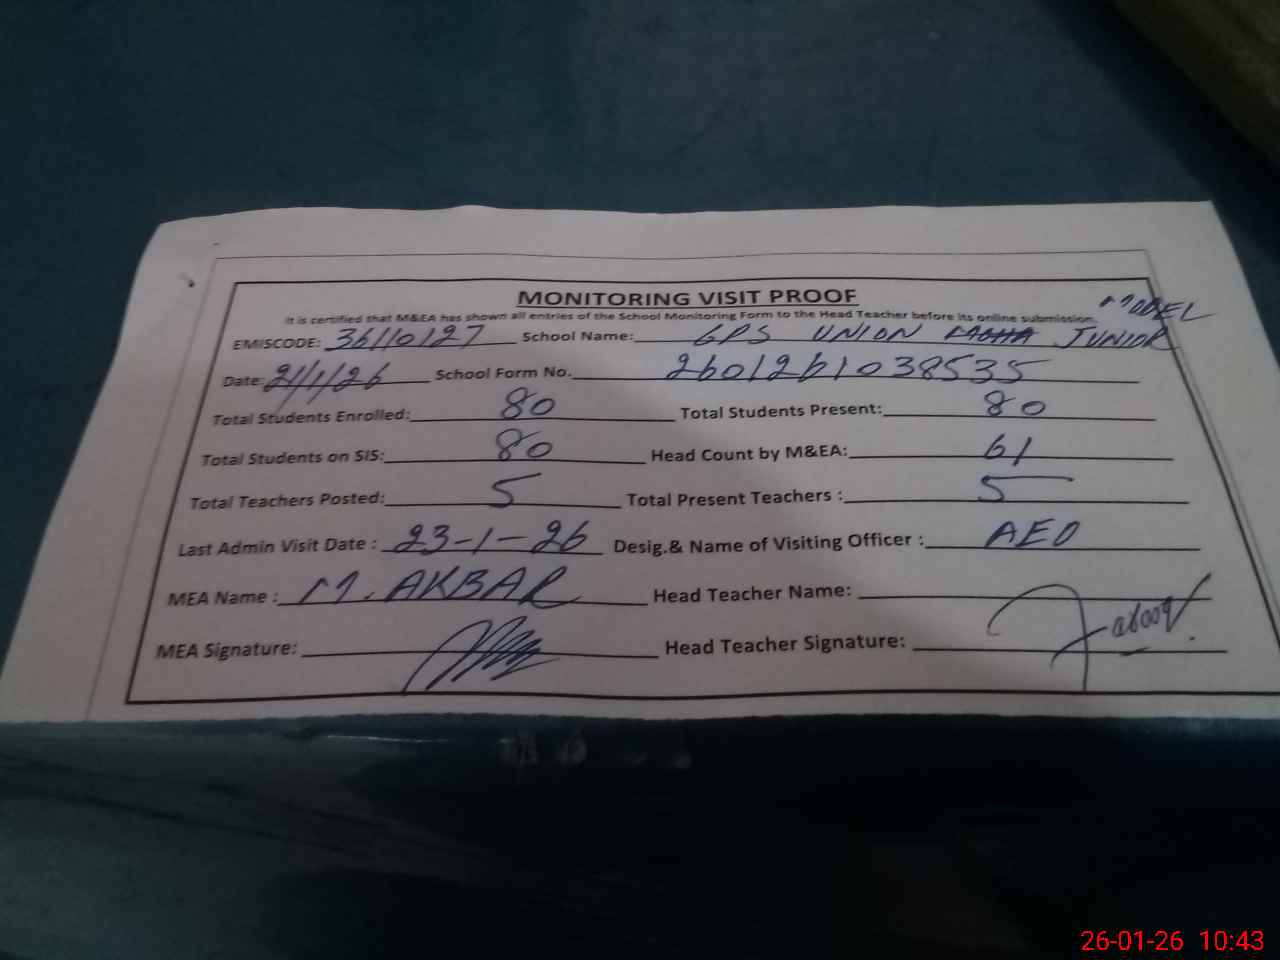 MONITORING VISIT PROOF
It is certified that M&EA has shown all entries of the School Monitoring Form to the Head Teacher before its online submission.
MODEL
EMISCODE: 36110127 School Name: GPS UNION JUNIOR
Date: 21/1/26 School Form No. 2601261038535
Total Students Enrolled: 80 Total Students Present: 80
Total Students on SIS: 80 Head Count by M&EA: 61
Total Teachers Posted: 5 Total Present Teachers : 5
Last Admin Visit Date : 23-1-26 Desig.& Name of Visiting Officer : AEO
MEA Name : M. AKBAR Head Teacher Name:
MEA Signature: Head Teacher Signature: Farooq
26-01-26 10:43